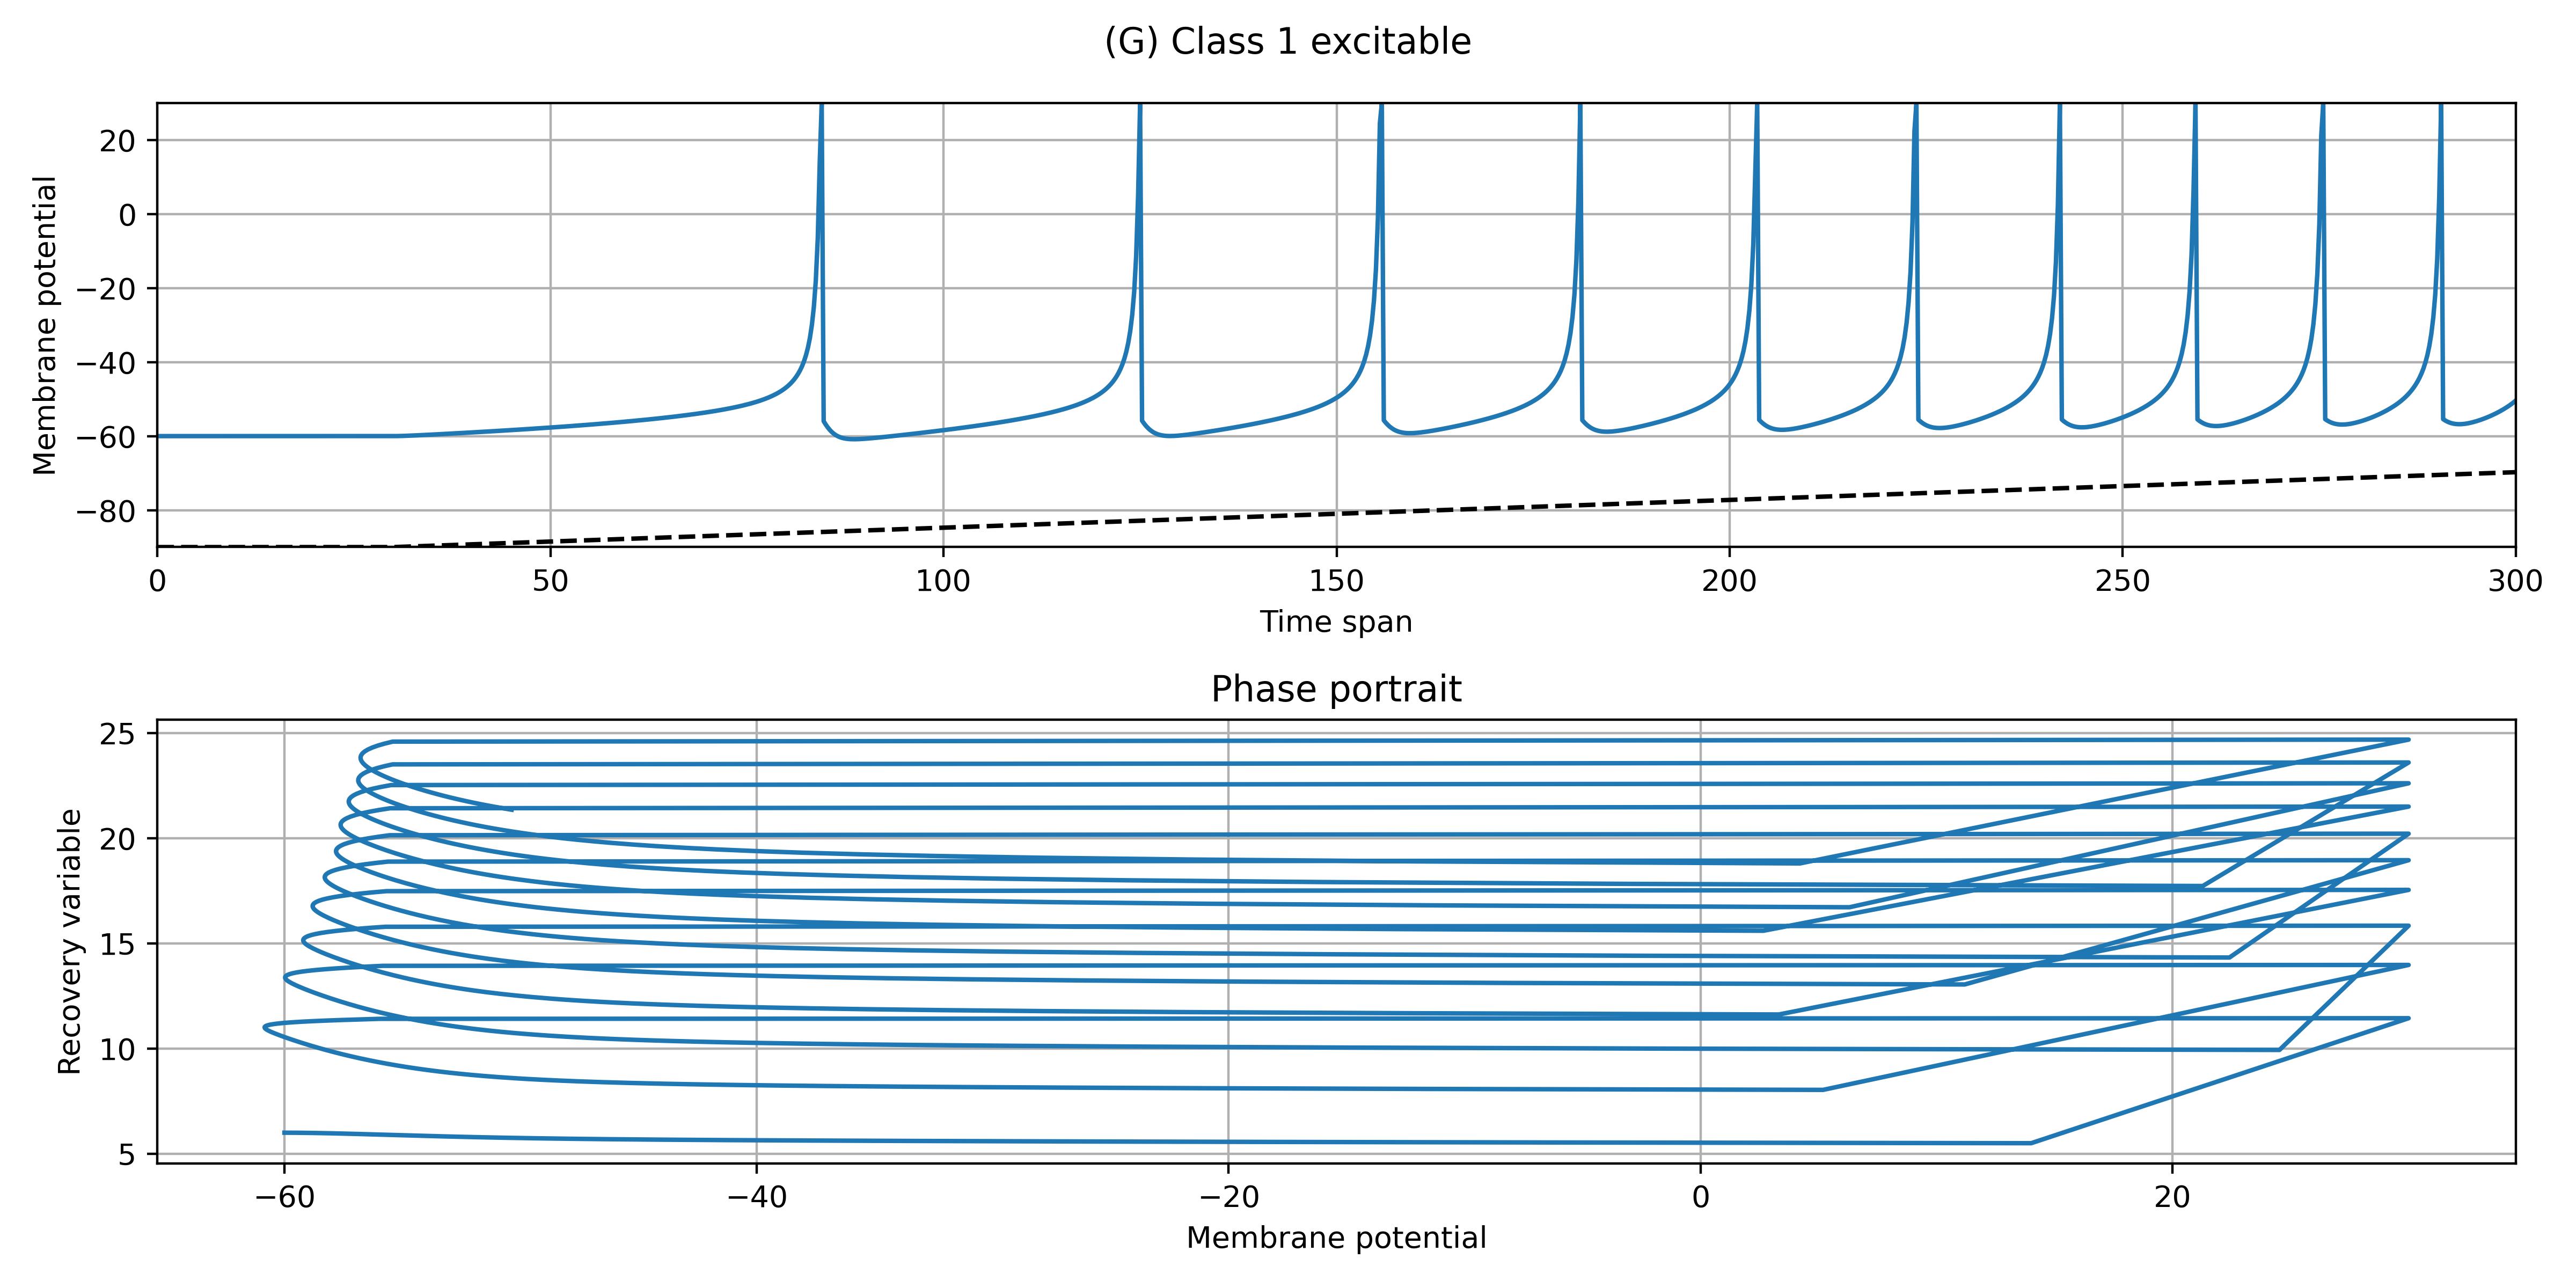 (G) Class 1 excitable
20
0
−20
−40
−60
−80
Membrane potential
0 50 100 150 200 250 300
Time span
Phase portrait
25
20
15
10
5
Recovery variable
−60 −40 −20 0 20
Membrane potential